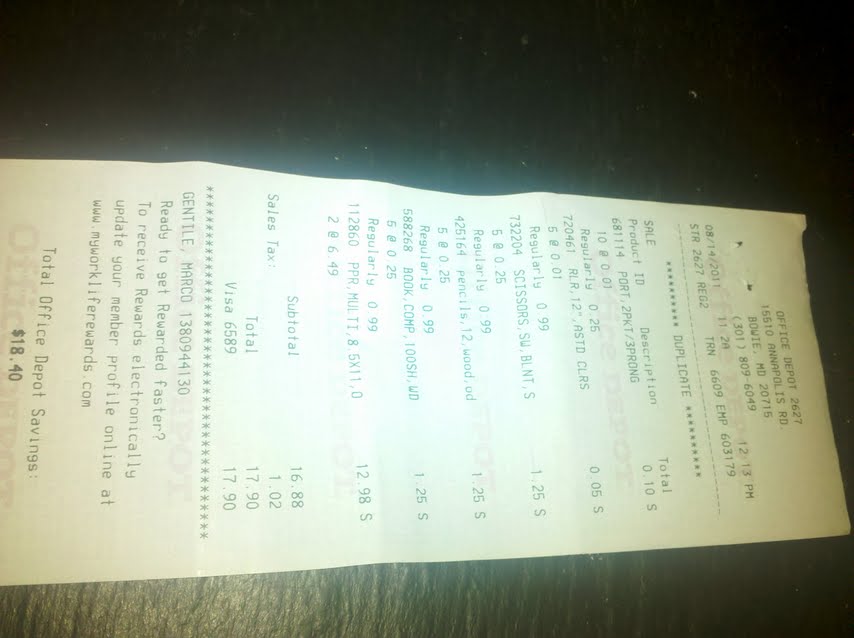 OFFICE DEPOT 2627
15510 ANNAPOLIS RD.
BOWIE, MD 20715
(301) 809-6049
08/14/2011 11.2 12:13 PM
STR 2627 REG2 TRN 6609 EMP 603179
********** DUPLICATE **********
SALE
Product ID Description Total
681114 PORT,2PKT/3PRONG
10 @ 0.01 0.10 S
Regularly 0.25
720461 RLR,12",ASTD CLRS
5 @ 0.01 0.05 S
Regularly 0.99
732204 SCISSORS,SW,BLNT,5
5 @ 0.25 1.25 S
Regularly 0.99
425164 pencils,12,wood,od
5 @ 0.25 1.25 S
Regularly 0.99
588268 BOOK,COMP,100SH,WD
5 @ 0.25 1.25 S
Regularly 0.99
112860 PPR,MULTI,8.5X11,O
2 @ 6.49 12.98 S
Subtotal 16.88
Sales Tax: 1.02
Total 17.90
Visa 6589 17.90
****************************************
GENTILE, MARCO 1380944130
Ready to get Rewarded faster?
To receive Rewards electronically
update your member profile online at
www.myworkliferewards.com
Total Office Depot Savings:
$18.40